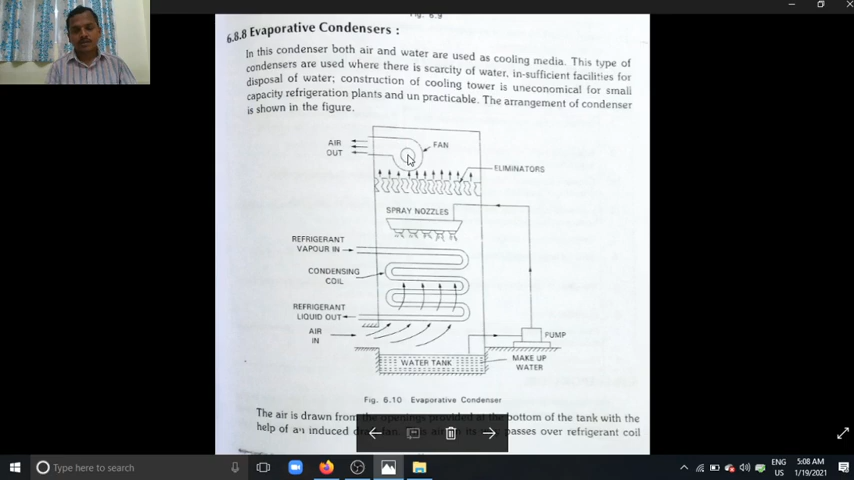 Fig. 6.9
6.8.8 Evaporative Condensers :
In this condenser both air and water are used as cooling media. This type of
condensers are used where there is scarcity of water, in-sufficient facilities for
disposal of water; construction of cooling tower is uneconomical for small
capacity refrigeration plants and un practicable. The arrangement of condenser
is shown in the figure.
AIR
OUT
FAN
ELIMINATORS
SPRAY NOZZLES
REFRIGERANT
VAPOUR IN
CONDENSING
COIL
REFRIGERANT
LIQUID OUT
AIR
IN
PUMP
WATER TANK
MAKE UP
WATER
Fig. 6.10 Evaporative Condenser
The air is drawn from the openings provided at the bottom of the tank with the
help of an induced passes over refrigerant coil
Type here to search
ENG
US
5:08 AM
1/19/2021